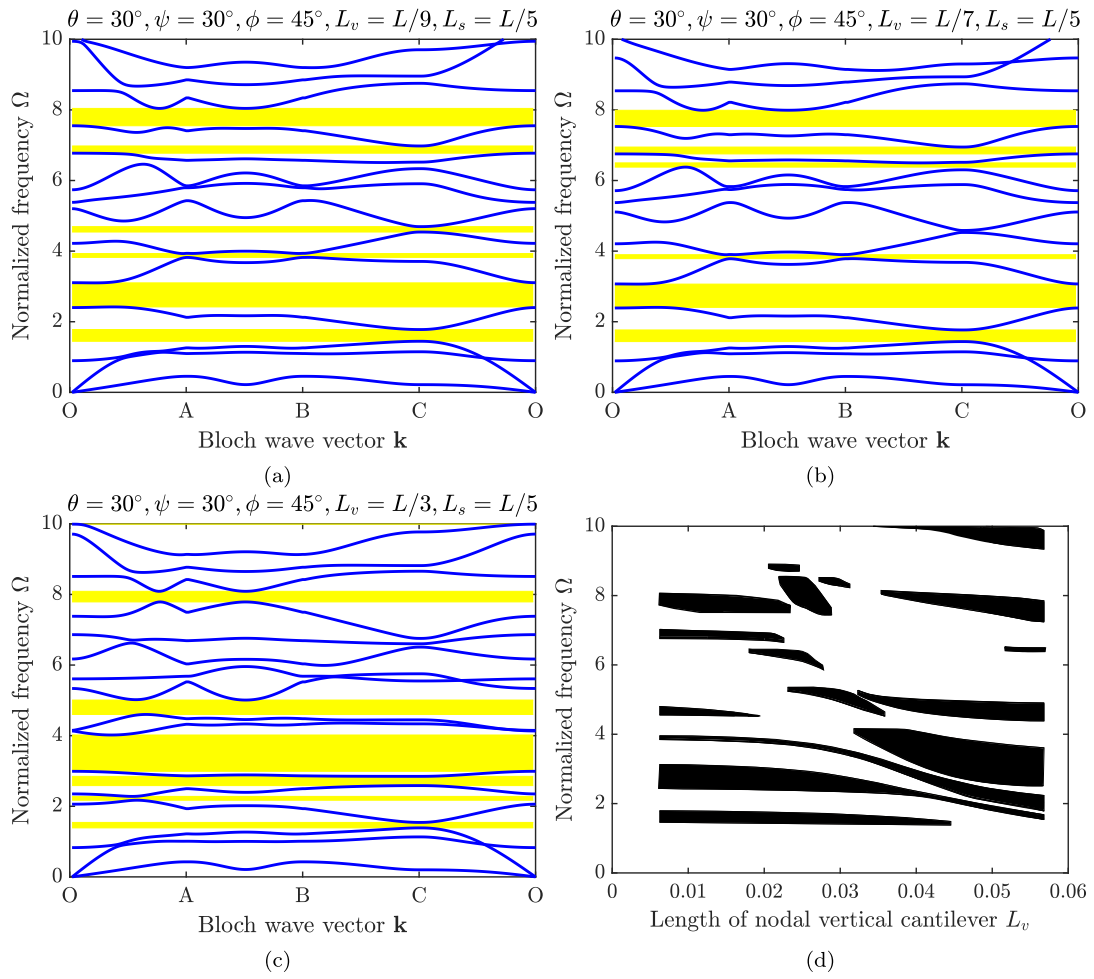 θ = 30°, ψ = 30°, ϕ = 45°, L_v = L/9, L_s = L/5
10
8
6
4
2
0
Normalized frequency Ω
O A B C O
Bloch wave vector k
(a)
θ = 30°, ψ = 30°, ϕ = 45°, L_v = L/7, L_s = L/5
10
8
6
4
2
0
Normalized frequency Ω
O A B C O
Bloch wave vector k
(b)
θ = 30°, ψ = 30°, ϕ = 45°, L_v = L/3, L_s = L/5
10
8
6
4
2
0
Normalized frequency Ω
O A B C O
Bloch wave vector k
(c)
10
8
6
4
2
0
Normalized frequency Ω
0 0.01 0.02 0.03 0.04 0.05 0.06
Length of nodal vertical cantilever L_v
(d)